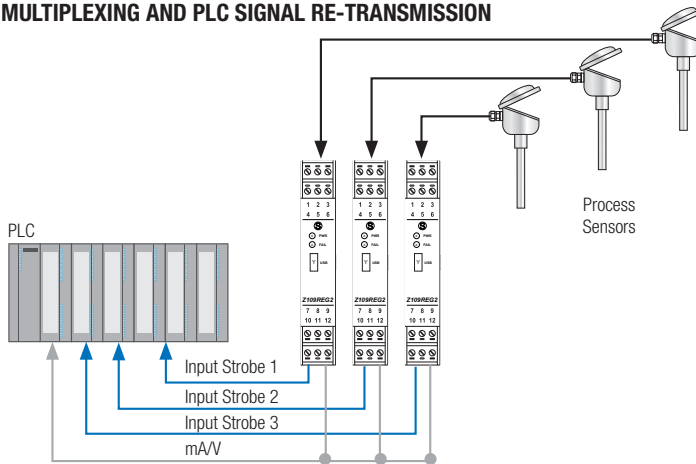 MULTIPLEXING AND PLC SIGNAL RE-TRANSMISSION
Process
Sensors
PLC
1 2 3
4 5 6
PWR
FAIL
USB
Z109REG2
7 8 9
10 11 12
1 2 3
4 5 6
PWR
FAIL
USB
Z109REG2
7 8 9
10 11 12
1 2 3
4 5 6
PWR
FAIL
USB
Z109REG2
7 8 9
10 11 12
Input Strobe 1
Input Strobe 2
Input Strobe 3
mA/V